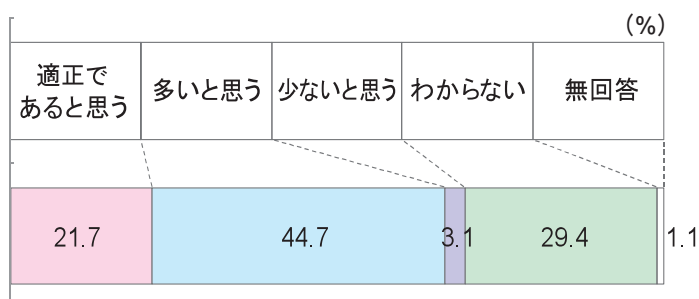 (%)
適正で
あると思う
多いと思う
少ないと思う
わからない
無回答
21.7
44.7
3.1
29.4
1.1